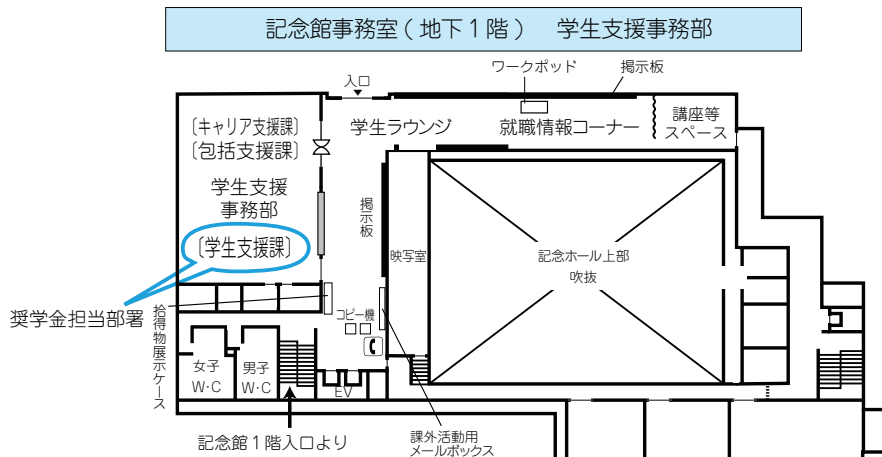 記念館事務室（地下１階）　学生支援事務部
ワークポッド
掲示板
入口
〔キャリア支援課〕
〔包括支援課〕
学生ラウンジ
就職情報コーナー
講座等
スペース
学生支援
事務部
〔学生支援課〕
掲示板
映写室
記念ホール上部
吹抜
奨学金担当部署
拾得物展示ケース
コピー機
女子
W・C
男子
W・C
EV
記念館１階入口より
課外活動用
メールボックス